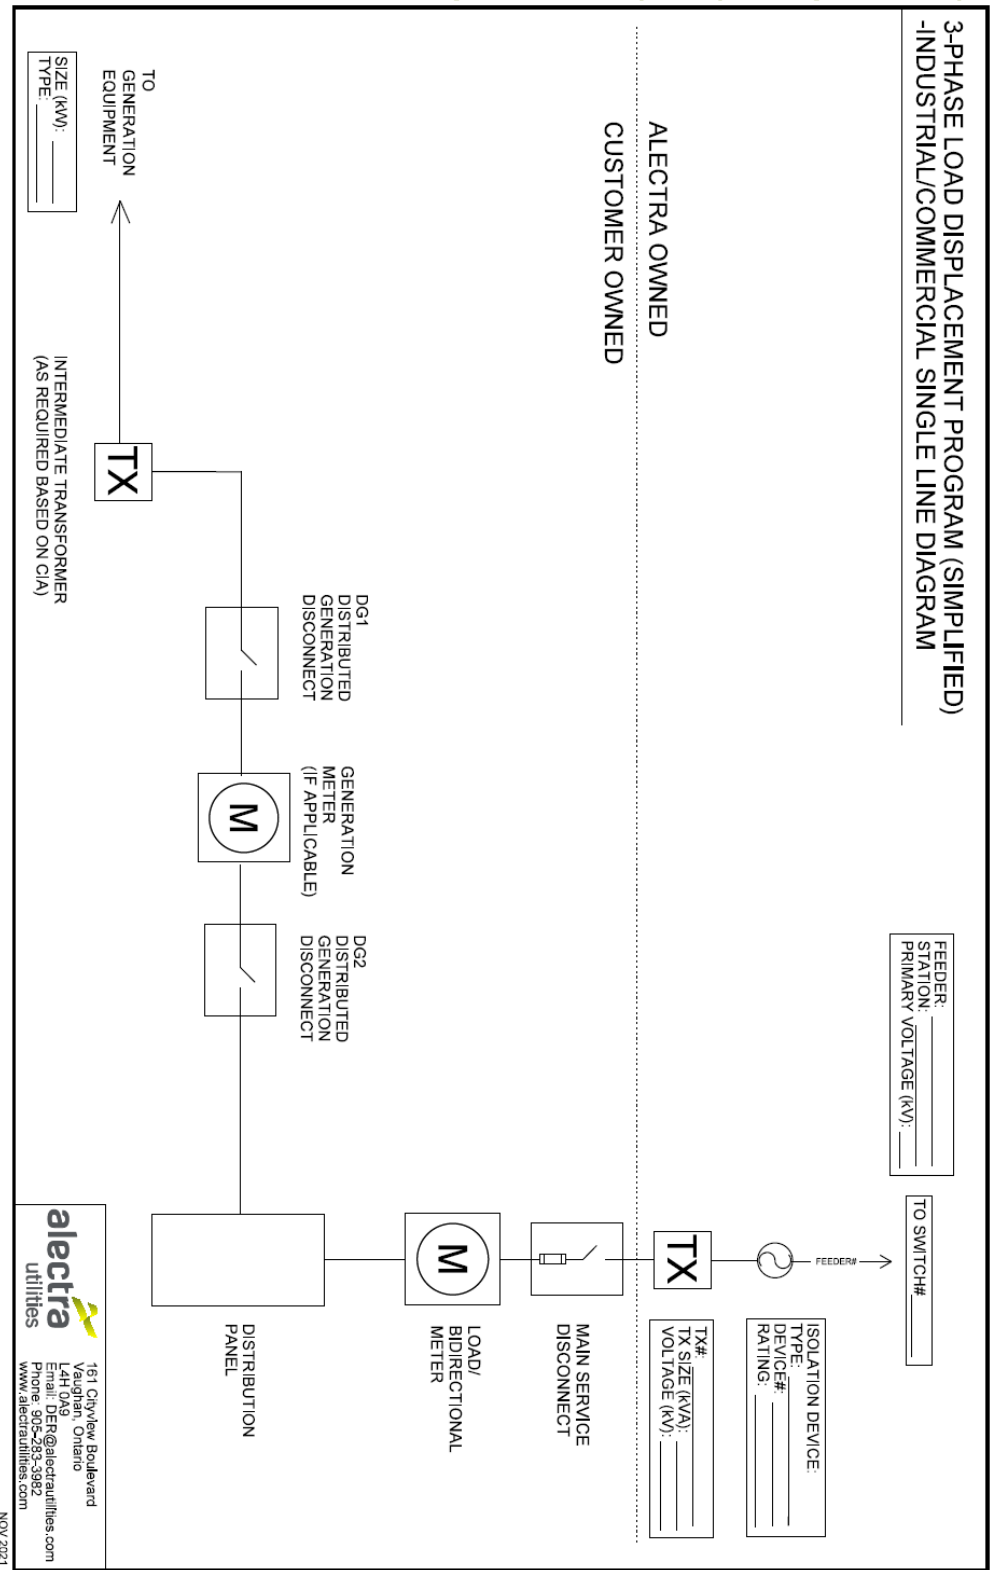 3-PHASE LOAD DISPLACEMENT PROGRAM (SIMPLIFIED)
-INDUSTRIAL/COMMERCIAL SINGLE LINE DIAGRAM
FEEDER:
STATION:
PRIMARY VOLTAGE (kV):
TO SWITCH#
FEEDER#
ISOLATION DEVICE:
TYPE:
DEVICE#:
RATING:
TX
TX#:
TX SIZE (kVA):
VOLTAGE (kV):
ALECTRA OWNED
CUSTOMER OWNED
MAIN SERVICE
DISCONNECT
M
LOAD/
BIDIRECTIONAL
METER
DISTRIBUTION
PANEL
DG1
DISTRIBUTED
GENERATION
DISCONNECT
GENERATION
METER
(IF APPLICABLE)
M
DG2
DISTRIBUTED
GENERATION
DISCONNECT
TO
GENERATION
EQUIPMENT
TX
INTERMEDIATE TRANSFORMER
(AS REQUIRED BASED ON CIA)
SIZE (kW):
TYPE:
alectra
utilities
161 Cityview Boulevard
Vaughan, Ontario
L4H 0A9
Email: DER@alectrautilities.com
Phone: 905-283-3982
www.alectrautilities.com
NOV 2021